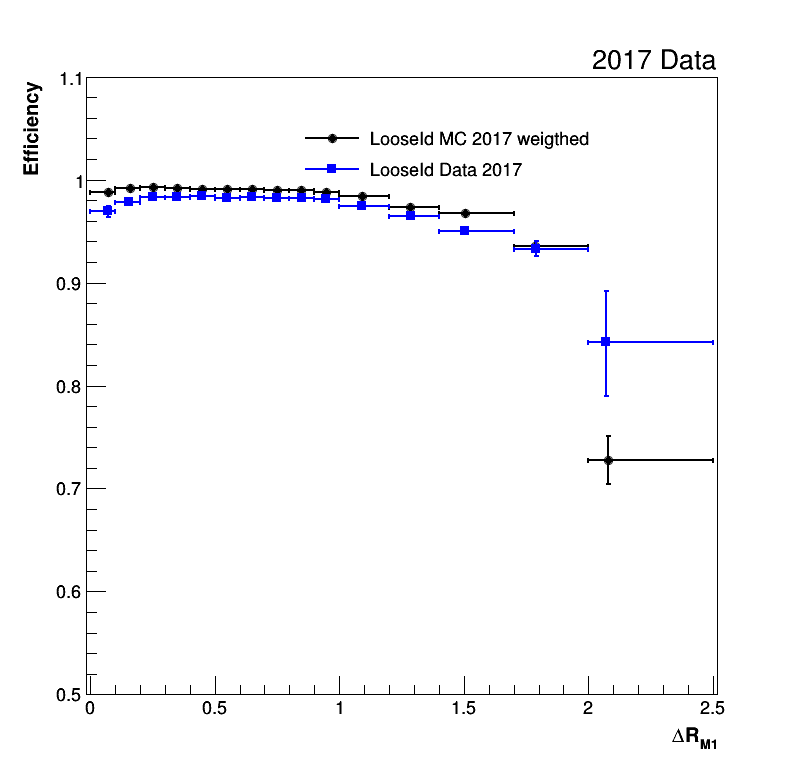 2017 Data
Efficiency
LooseId MC 2017 weigthed
LooseId Data 2017
1.1
1
0.9
0.8
0.7
0.6
0.5
0 0.5 1 1.5 2 2.5
ΔR_M1